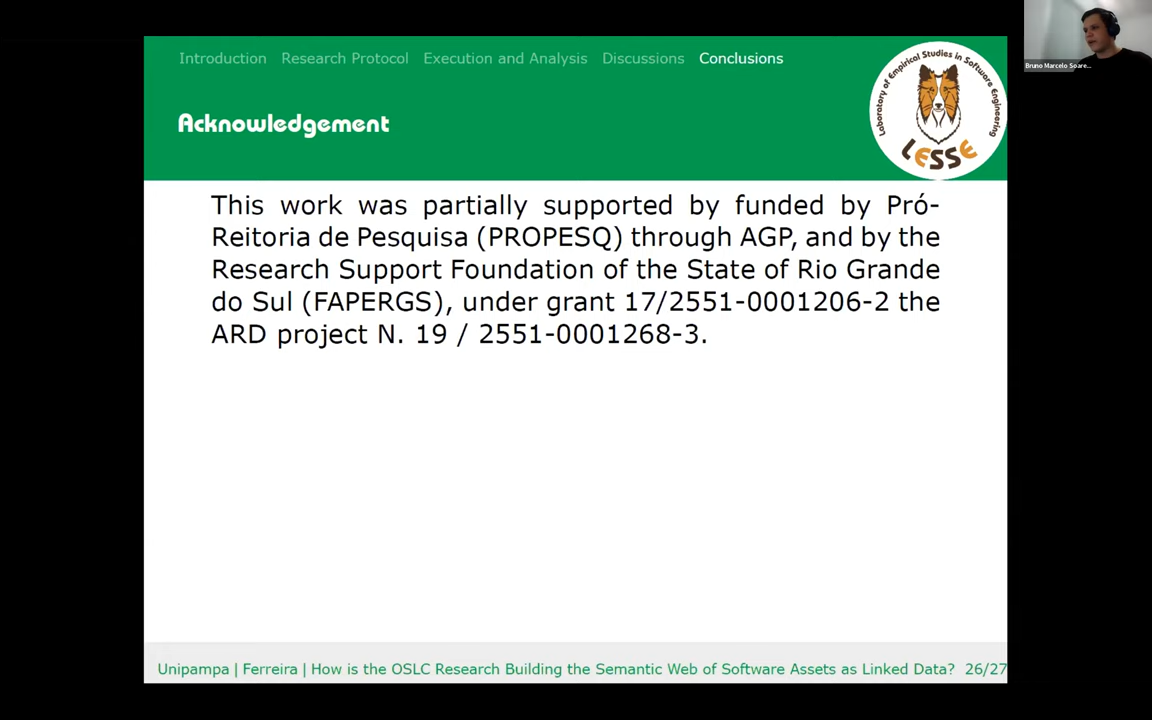 Introduction Research Protocol Execution and Analysis Discussions Conclusions
Bruno Marcelo Soare...
Laboratory of Empirical Studies in Software Engineering
LESSE
Acknowledgement
This work was partially supported by funded by Pró-
Reitoria de Pesquisa (PROPESQ) through AGP, and by the
Research Support Foundation of the State of Rio Grande
do Sul (FAPERGS), under grant 17/2551-0001206-2 the
ARD project N. 19 / 2551-0001268-3.
Unipampa | Ferreira | How is the OSLC Research Building the Semantic Web of Software Assets as Linked Data? 26/27